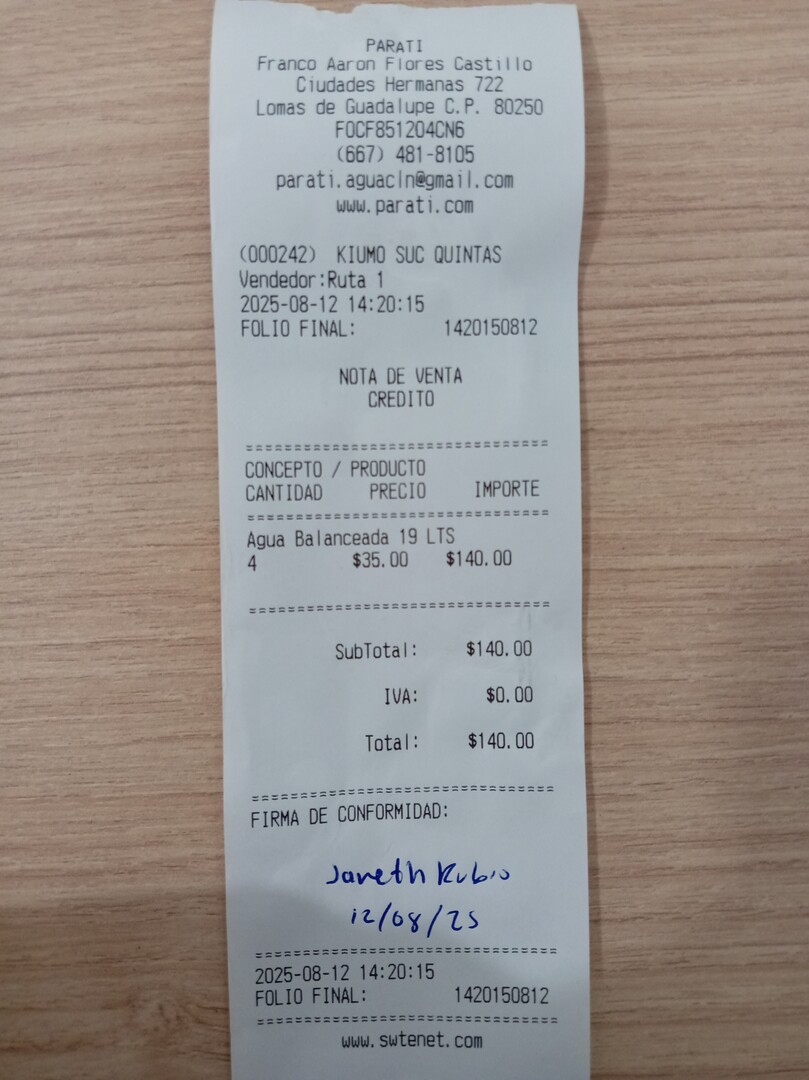 PARATI
Franco Aaron Flores Castillo
Ciudades Hermanas 722
Lomas de Guadalupe C.P. 80250
FOCF851204CN6
(667) 481-8105
parati.aguacln@gmail.com
www.parati.com
(000242) KIUMO SUC QUINTAS
Vendedor:Ruta 1
2025-08-12 14:20:15
FOLIO FINAL: 1420150812
NOTA DE VENTA
CREDITO
==============================
CONCEPTO / PRODUCTO
CANTIDAD PRECIO IMPORTE
==============================
Agua Balanceada 19 LTS
4 $35.00 $140.00
==============================
SubTotal: $140.00
IVA: $0.00
Total: $140.00
==============================
FIRMA DE CONFORMIDAD:
Janeth Rubio
12/08/25
==============================
2025-08-12 14:20:15
FOLIO FINAL: 1420150812
==============================
www.swtenet.com